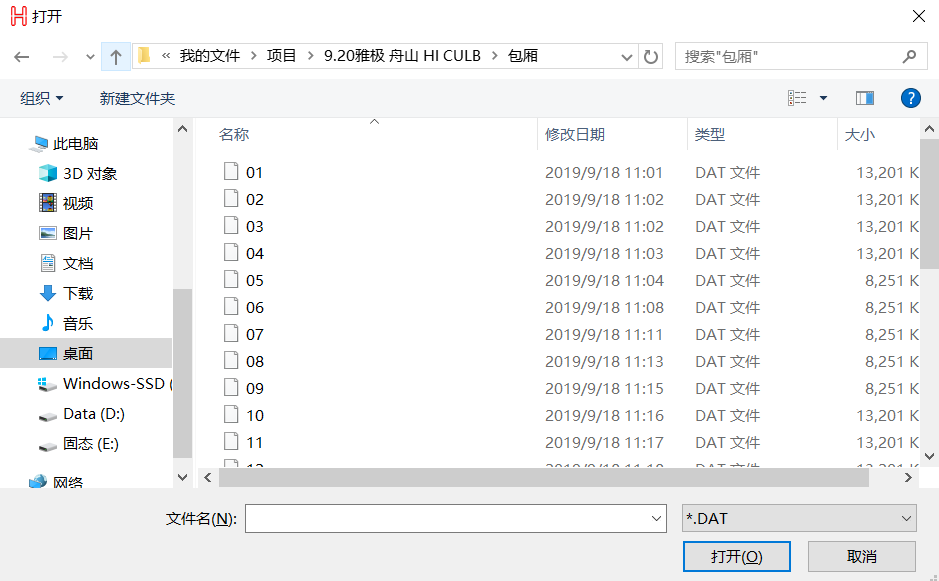 打开
« 我的文件 > 项目 > 9.20雅极 舟山 HI CULB > 包厢
搜索"包厢"
组织 新建文件夹
此电脑
3D 对象
视频
图片
文档
下载
音乐
桌面
Windows-SSD (
Data (D:)
固态 (E:)
网络
名称 修改日期 类型 大小
01 2019/9/18 11:01 DAT 文件 13,201 K
02 2019/9/18 11:02 DAT 文件 13,201 K
03 2019/9/18 11:02 DAT 文件 13,201 K
04 2019/9/18 11:03 DAT 文件 13,201 K
05 2019/9/18 11:04 DAT 文件 8,251 K
06 2019/9/18 11:08 DAT 文件 8,251 K
07 2019/9/18 11:11 DAT 文件 8,251 K
08 2019/9/18 11:13 DAT 文件 8,251 K
09 2019/9/18 11:15 DAT 文件 8,251 K
10 2019/9/18 11:16 DAT 文件 13,201 K
11 2019/9/18 11:17 DAT 文件 13,201 K
文件名(N): *.DAT
打开(O) 取消